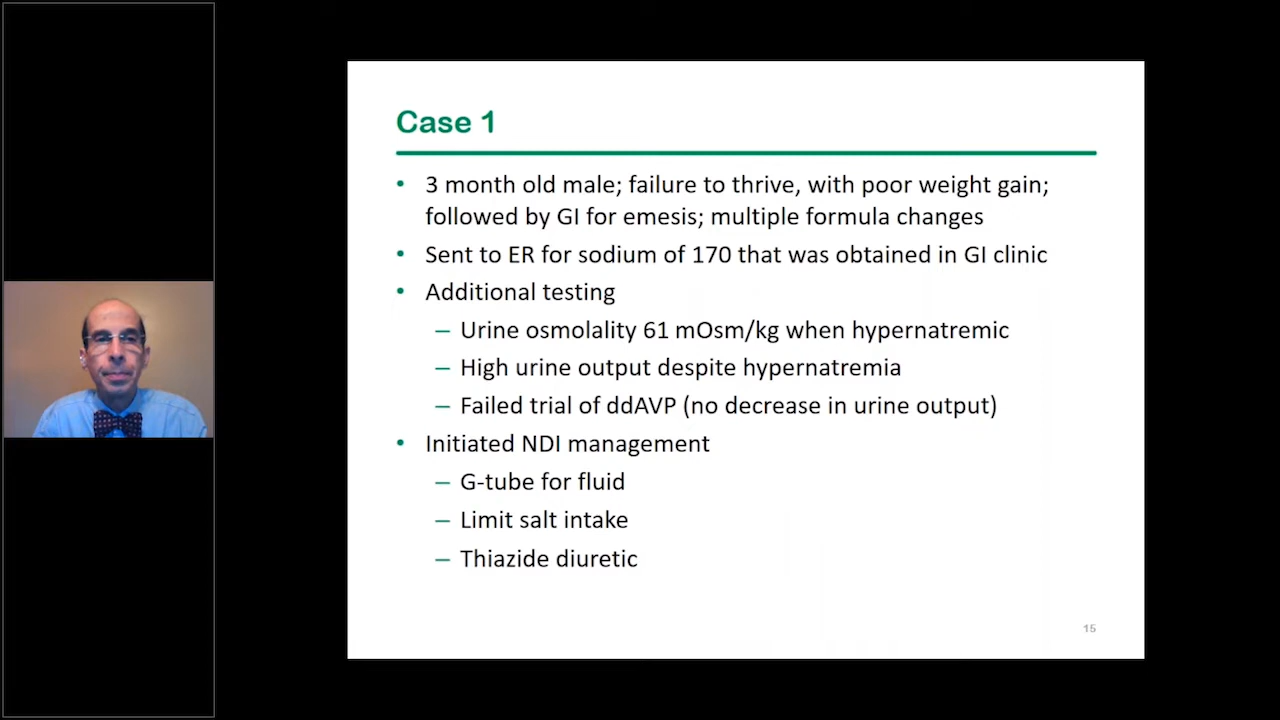 Case 1
• 3 month old male; failure to thrive, with poor weight gain;
followed by GI for emesis; multiple formula changes
• Sent to ER for sodium of 170 that was obtained in GI clinic
• Additional testing
– Urine osmolality 61 mOsm/kg when hypernatremic
– High urine output despite hypernatremia
– Failed trial of ddAVP (no decrease in urine output)
• Initiated NDI management
– G-tube for fluid
– Limit salt intake
– Thiazide diuretic
15